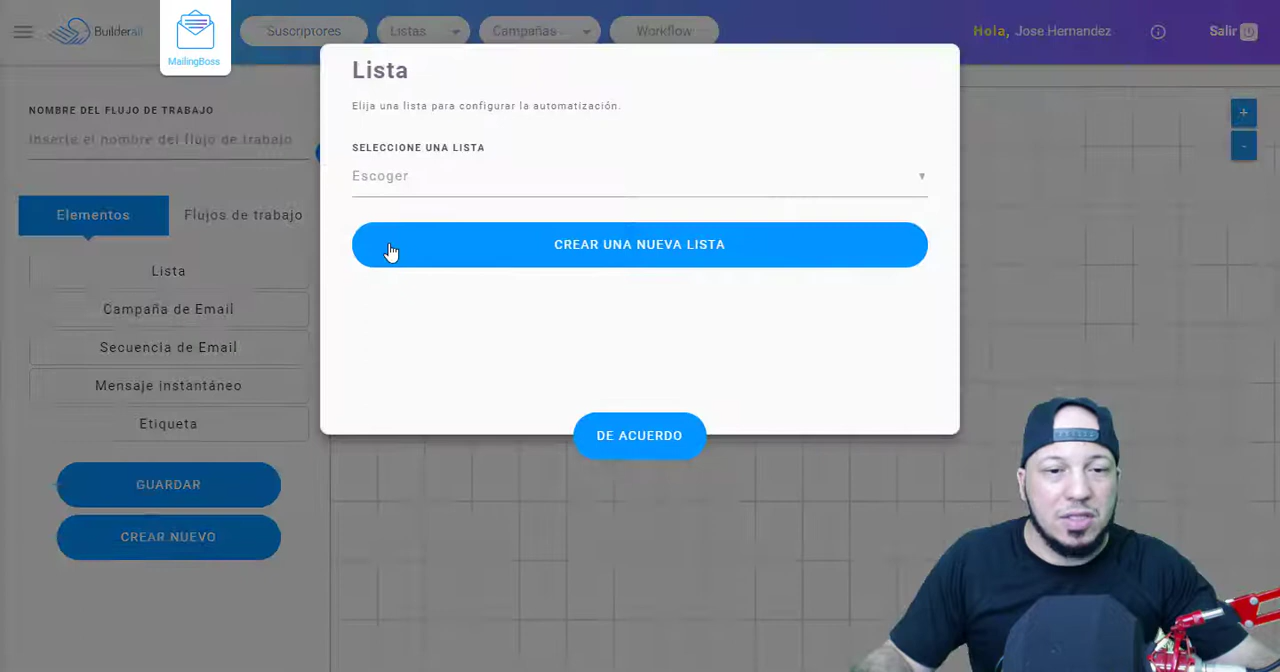 Builderall
MailingBoss
Suscriptores
Listas
Campañas
Workflow
Hola, Jose Hernandez
Salir
NOMBRE DEL FLUJO DE TRABAJO
Inserte el nombre del flujo de trabajo
Elementos
Flujos de trabajo
Lista
Campaña de Email
Secuencia de Email
Mensaje instantáneo
Etiqueta
GUARDAR
CREAR NUEVO
Lista
Elija una lista para configurar la automatización.
SELECCIONE UNA LISTA
Escoger
CREAR UNA NUEVA LISTA
DE ACUERDO
+
-